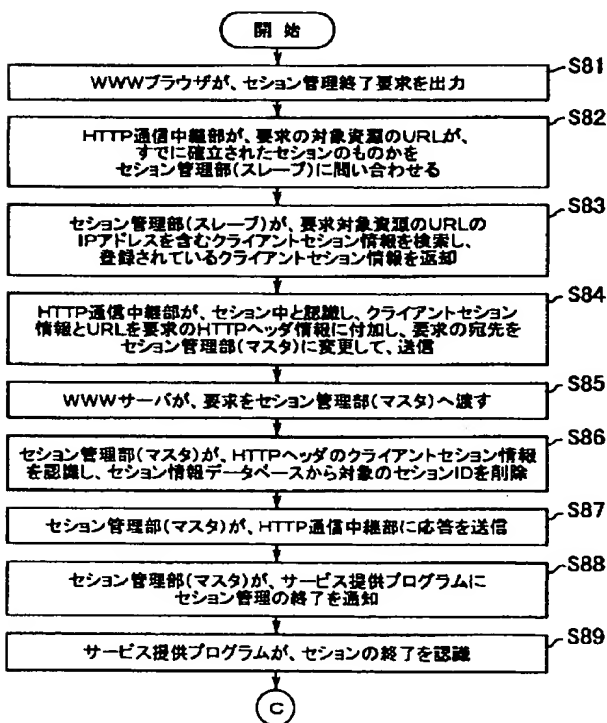 開 始
S81
WWWブラウザが、セション管理終了要求を出力
S82
HTTP通信中継部が、要求の対象資源のURLが、
すでに確立されたセションのものかを
セション管理部(スレーブ)に問い合わせる
S83
セション管理部(スレーブ)が、要求対象資源のURLの
IPアドレスを含むクライアントセション情報を検索し、
登録されているクライアントセション情報を返却
S84
HTTP通信中継部が、セション中と認識し、クライアントセション
情報とURLを要求のHTTPヘッダ情報に付加し、要求の宛先を
セション管理部(マスタ)に変更して、送信
S85
WWWサーバが、要求をセション管理部(マスタ)へ渡す
S86
セション管理部(マスタ)が、HTTPヘッダのクライアントセション情報
を認識し、セション情報データベースから対象のセションIDを削除
S87
セション管理部(マスタ)が、HTTP通信中継部に応答を送信
S88
セション管理部(マスタ)が、サービス提供プログラムに
セション管理の終了を通知
S89
サービス提供プログラムが、セションの終了を認識
C